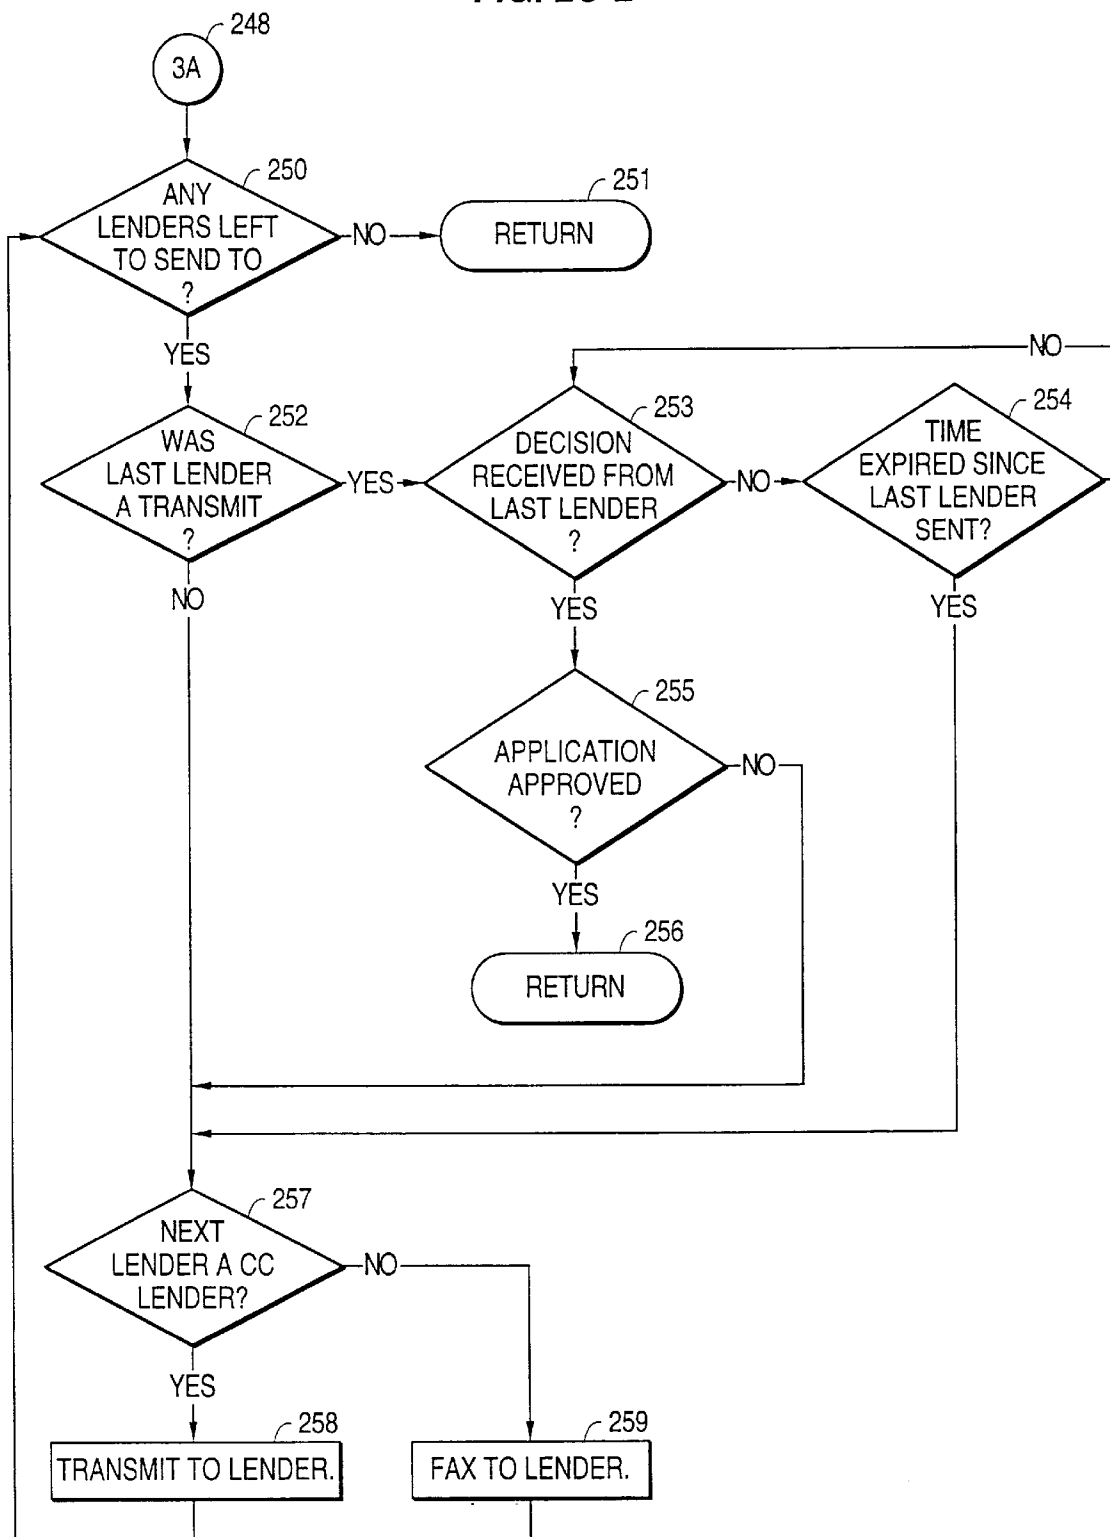 248
3A
250
ANY
LENDERS LEFT
TO SEND TO
?
NO
251
RETURN
YES
NO
252
WAS
LAST LENDER
A TRANSMIT
?
YES
253
DECISION
RECEIVED FROM
LAST LENDER
?
NO
254
TIME
EXPIRED SINCE
LAST LENDER
SENT?
NO
YES
YES
255
APPLICATION
APPROVED
?
NO
YES
256
RETURN
257
NEXT
LENDER A CC
LENDER?
NO
YES
258
TRANSMIT TO LENDER.
259
FAX TO LENDER.